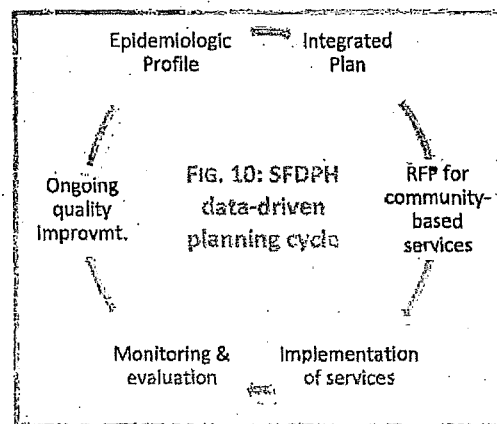 Epidemiologic
Profile
Integrated
Plan
Ongoing
quality
Improvmt.
FIG. 10: SFDPH
data-driven
planning cycle
RFP for
community-
based
services
Monitoring &
evaluation
Implementation
of services